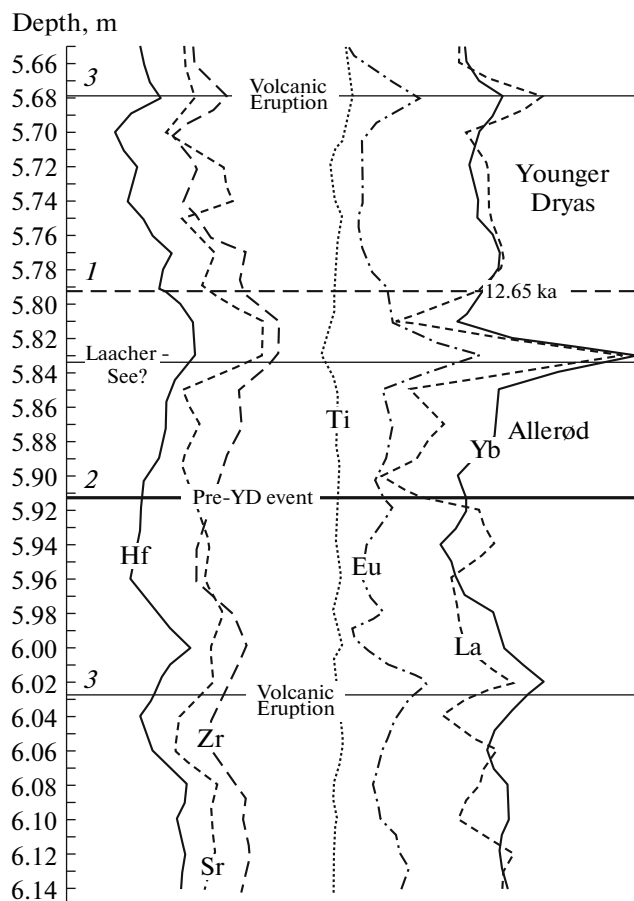 Depth, m
5.66
3
5.68
Volcanic
Eruption
5.70
5.72
Younger
Dryas
5.74
5.76
5.78
1
12.65 ka
5.80
5.82
Laacher -
See?
5.84
5.86
Ti
Allerød
5.88
Yb
5.90
2
Pre-YD event
5.92
5.94
Hf
Eu
5.96
5.98
6.00
La
6.02
3
Volcanic
Eruption
6.04
Zr
6.06
6.08
6.10
6.12
Sr
6.14